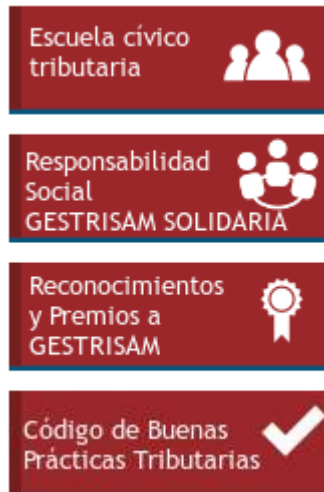 Escuela cívico
tributaria
Responsabilidad
Social
GESTRISAM SOLIDARIA
Reconocimientos
y Premios a
GESTRISAM
Código de Buenas
Prácticas Tributarias